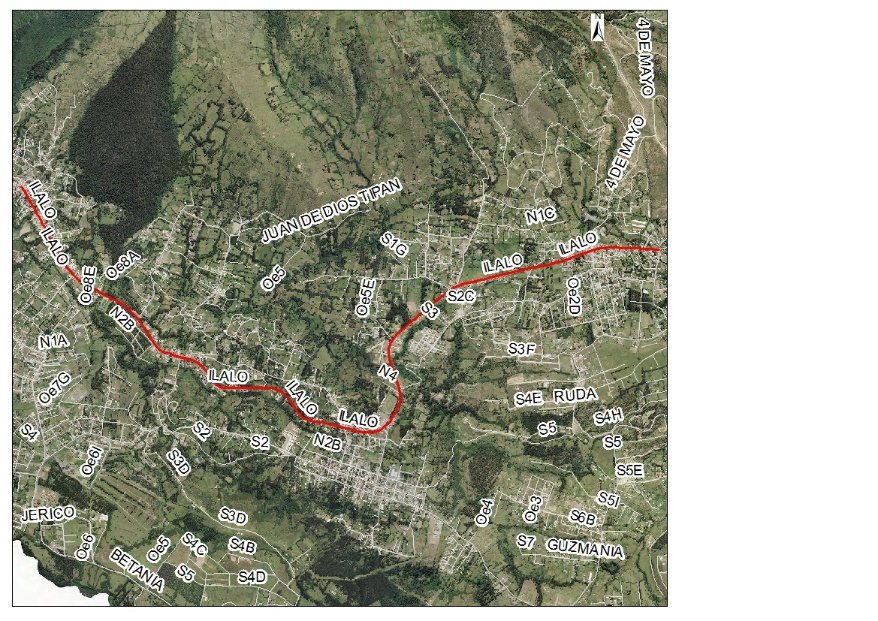 N
4 DE MAYO
4 DE MAYO
ILALO
JUAN DE DIOS TIPAN
N1C
S1G
ILALO
ILALO
ILALO
Oe8A
Oe8E
Oe5
Oe5E
S2C
Oe2D
S3
N2B
N1A
S3F
N4
ILALO
Oe7G
ILALO
S4E
RUDA
ILALO
S4H
S4
S2
S2
N2B
S5
S5
Oe6I
S3D
S5E
S5I
JERICO
S3D
Oe4
Oe3
S6B
Oe6
Oe5
S4C
S4B
S7
GUZMANIA
BETANIA
S5
S4D